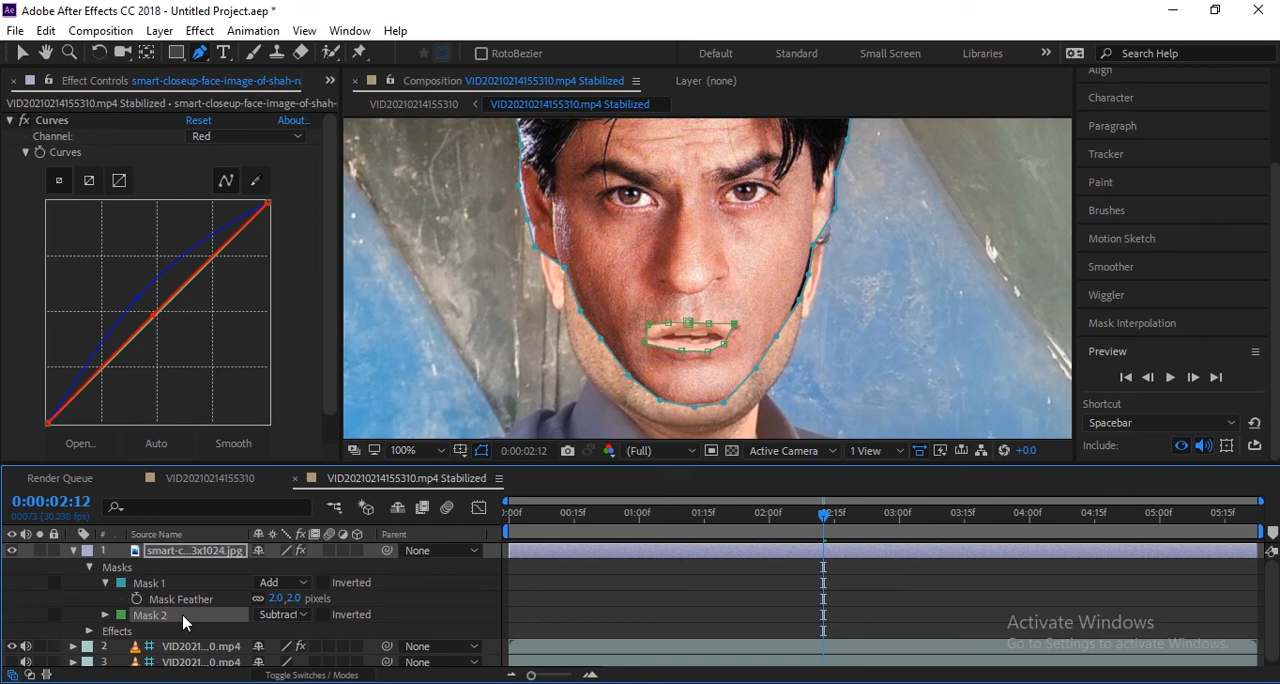 Adobe After Effects CC 2018 - Untitled Project.aep *
File Edit Composition Layer Effect Animation View Window Help
RotoBezier Default Standard Small Screen Libraries Search Help
Effect Controls smart-closeup-face-image-of-shah-ru
Composition VID20210214155310.mp4 Stabilized
Layer (none)
VID20210214155310.mp4 Stabilized • smart-closeup-face-image-of-shah-
VID20210214155310
VID20210214155310.mp4 Stabilized
fx Curves Reset About...
Channel: Red
Curves
Open... Auto Smooth
Align
Character
Paragraph
Tracker
Paint
Brushes
Motion Sketch
Smoother
Wiggler
Mask Interpolation
Preview
Shortcut
Spacebar
Include:
100% 0:00:02:12 (Full) Active Camera 1 View +0.0
Render Queue VID20210214155310 VID20210214155310.mp4 Stabilized
0:00:02:12
00073 (30.238 fps)
:00f 00:15f 01:00f 01:15f 02:00f 02:15f 03:00f 03:15f 04:00f 04:15f 05:00f 05:15f
# . Source Name Parent
1 smart-c...3x1024.jpg None
Masks
Mask 1 Add Inverted
Mask Feather 2.0,2.0 pixels
Mask 2 Subtract Inverted
Effects
2 VID2021...0.mp4 None
3 VID2021...0.mp4 None
Toggle Switches / Modes
Activate Windows
Go to Settings to activate Windows.